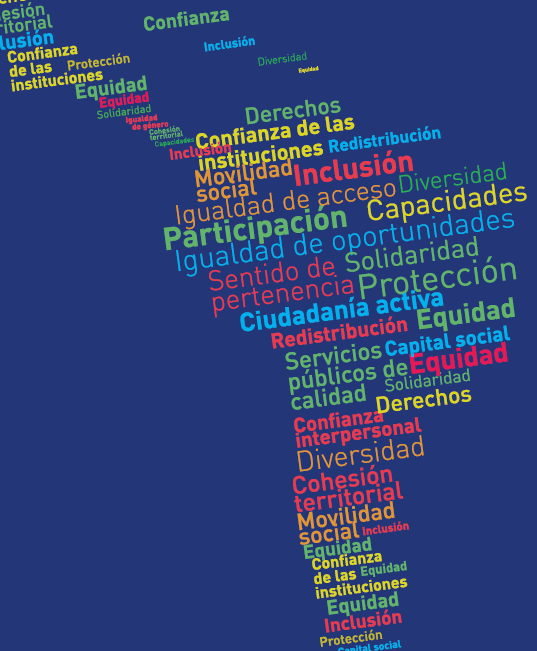 esión
ritorial
lusión
Confianza
de las
instituciones
Protección
Confianza
Inclusión
Diversidad
Equidad
Equidad
Equidad
Solidaridad
Igualdad
de género
Cohesión
territorial
Capacidades
Derechos
Confianza de las
instituciones
Redistribución
Inclusión
Movilidad
social
Inclusión
Igualdad de acceso
Diversidad
Capacidades
Participación
Igualdad de oportunidades
Sentido de
pertenencia
Solidaridad
Protección
Ciudadanía activa
Redistribución
Equidad
Servicios
públicos de
calidad
Capital social
Equidad
Solidaridad
Derechos
Confianza
interpersonal
Diversidad
Cohesión
territorial
Movilidad
social
Inclusión
Equidad
Confianza
de las
instituciones
Equidad
Equidad
Inclusión
Protección
Capital social